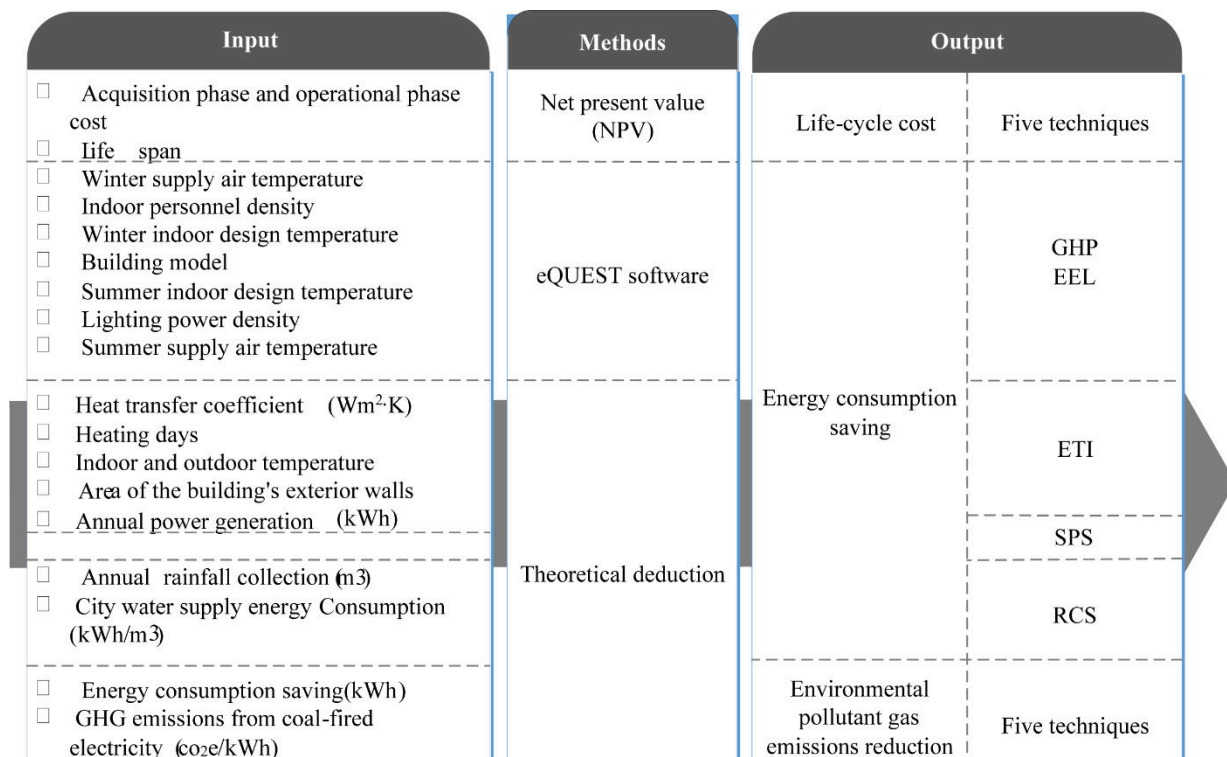 Input
Methods
Output
Acquisition phase and operational phase
cost
Life span
Net present value
(NPV)
Life-cycle cost
Five techniques
Winter supply air temperature
Indoor personnel density
Winter indoor design temperature
Building model
Summer indoor design temperature
Lighting power density
Summer supply air temperature
eQUEST software
GHP
EEL
Heat transfer coefficient (Wm²·K)
Heating days
Indoor and outdoor temperature
Area of the building's exterior walls
Annual power generation (kWh)
Energy consumption
saving
ETI
SPS
Annual rainfall collection (m3)
City water supply energy Consumption
(kWh/m3)
Theoretical deduction
RCS
Energy consumption saving(kWh)
GHG emissions from coal-fired
electricity (co₂e/kWh)
Environmental
pollutant gas
emissions reduction
Five techniques